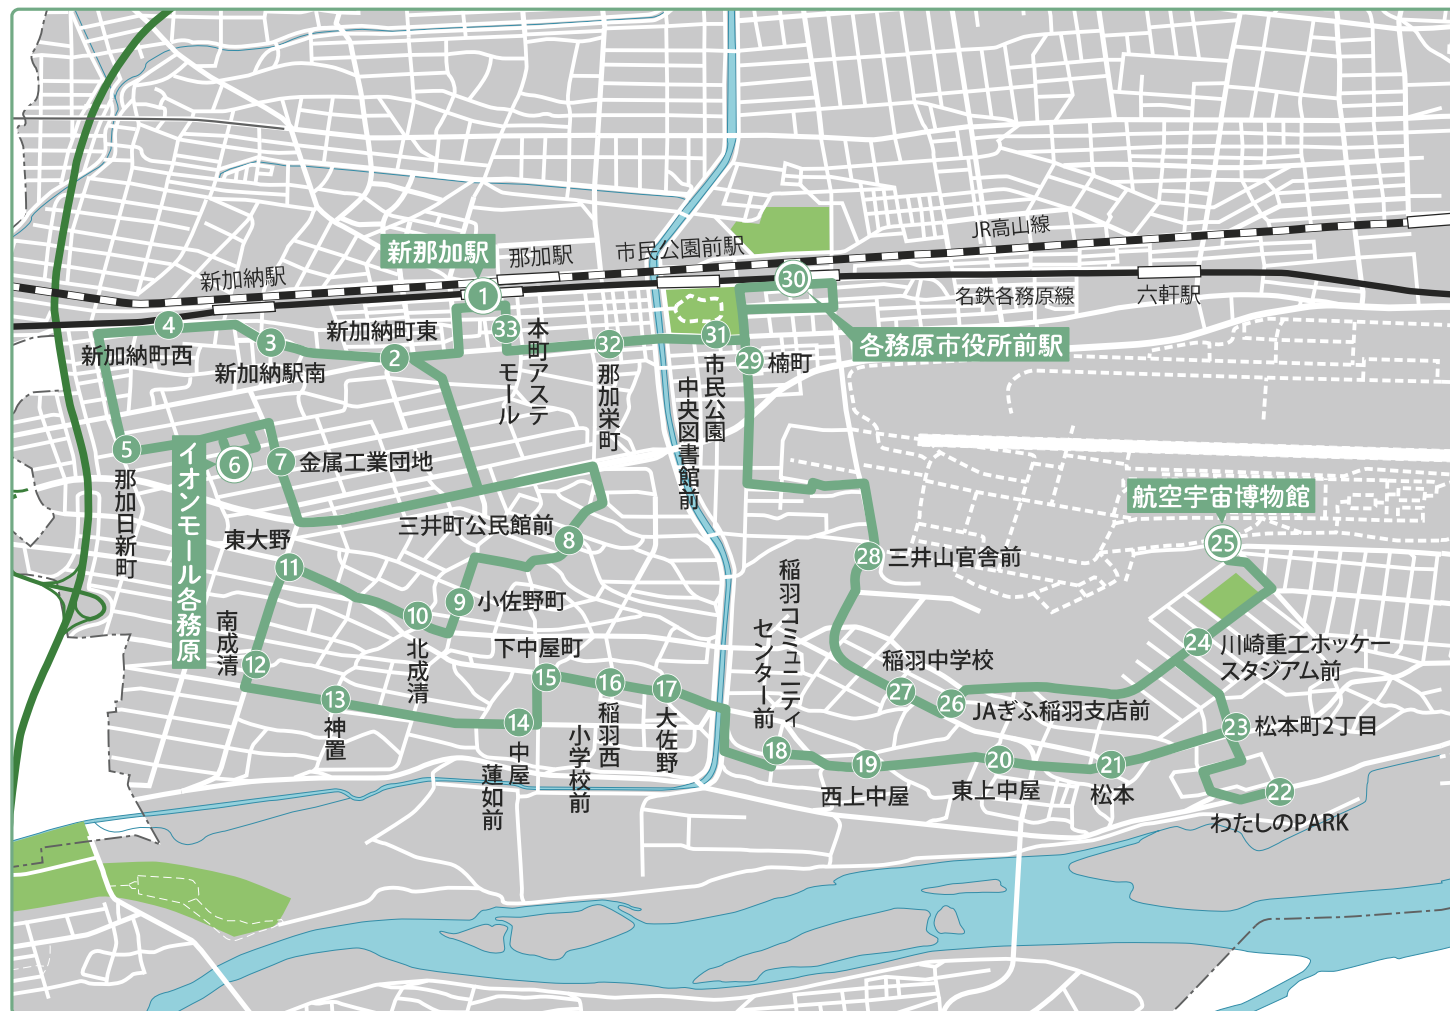 JR高山線
市民公園前駅
那加駅
新那加駅
新加納駅
名鉄各務原線
六軒駅
1
30
4
3
33
32
31
29
2
新加納町東
新加納町西
新加納駅南
本町アステ
モール
那加栄町
市民公園
中央図書館前
楠町
各務原市役所前駅
5
那加日新町
イオンモール各務原
6
7
金属工業団地
航空宇宙博物館
25
三井町公民館前
8
東大野
11
28
三井山官舎前
9
小佐野町
10
北成清
南成清
12
13
神置
下中屋町
15
16
稲羽西
小学校前
17
大佐野
14
中屋
蓮如前
稲羽コミュニティ
センター前
18
稲羽中学校
27
26
JAぎふ稲羽支店前
24
川崎重工ホッケー
スタジアム前
23
松本町2丁目
19
西上中屋
20
東上中屋
21
松本
22
わたしのPARK